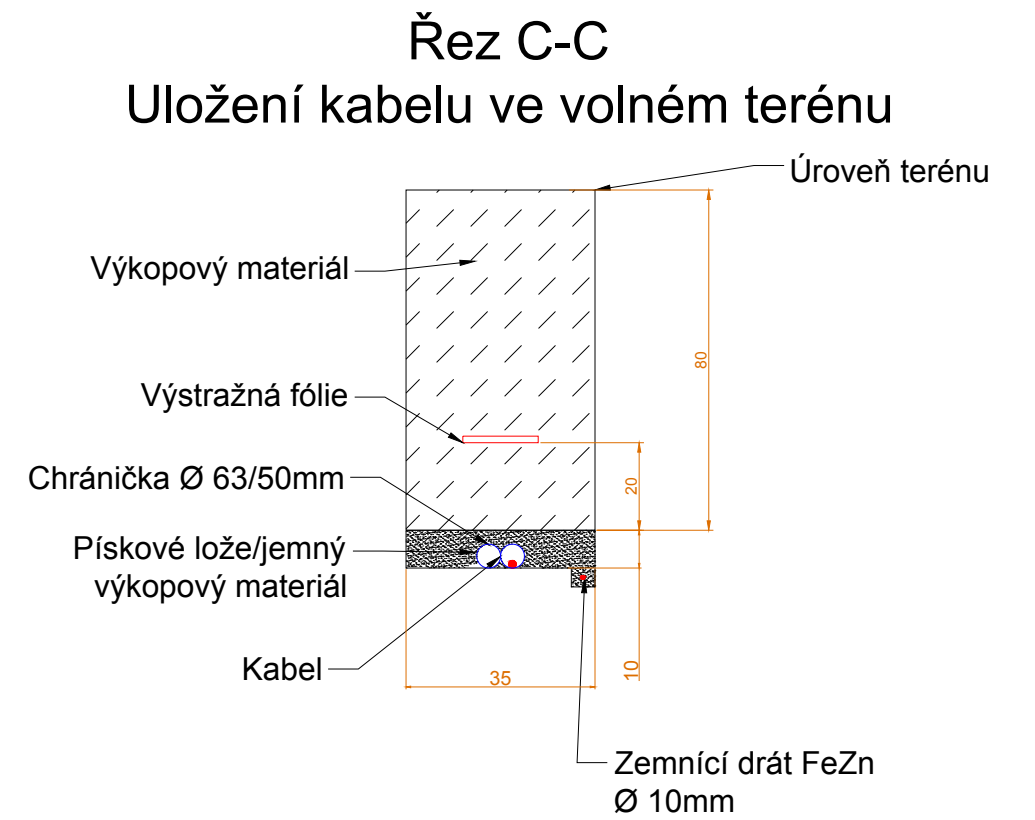 Řez C-C
Uložení kabelu ve volném terénu
Úroveň terénu
Výkopový materiál
80
Výstražná fólie
Chránička Ø 63/50mm
20
Pískové lože/jemný
výkopový materiál
Kabel
10
35
Zemnící drát FeZn
Ø 10mm